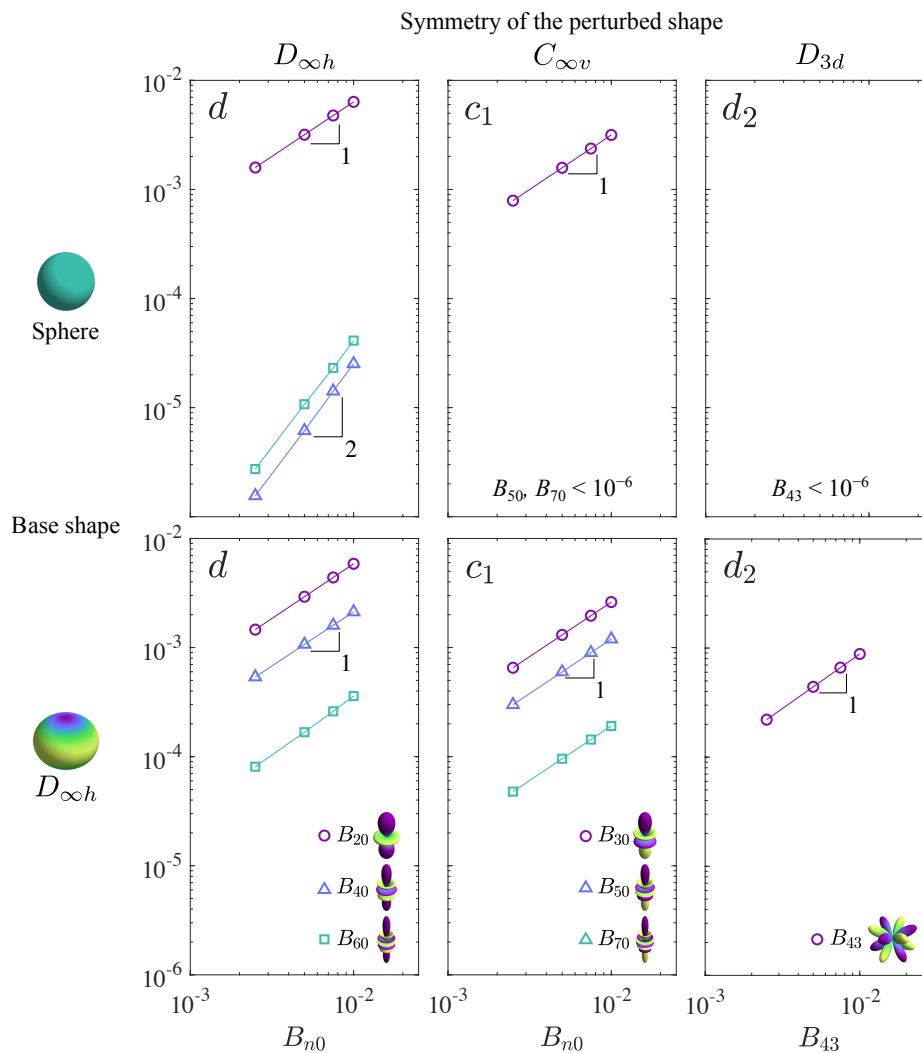 Symmetry of the perturbed shape
D∞h C∞v D3d
10^-2
10^-3
10^-4
10^-5
d
1
2
c1
1
B50, B70 < 10^-6
d2
B43 < 10^-6
Sphere
Base shape
D∞h
10^-2
10^-3
10^-4
10^-5
10^-6
d
1
B20
B40
B60
c1
1
B30
B50
B70
d2
1
B43
10^-3 10^-2 10^-3 10^-2 10^-3 10^-2
Bn0 Bn0 B43